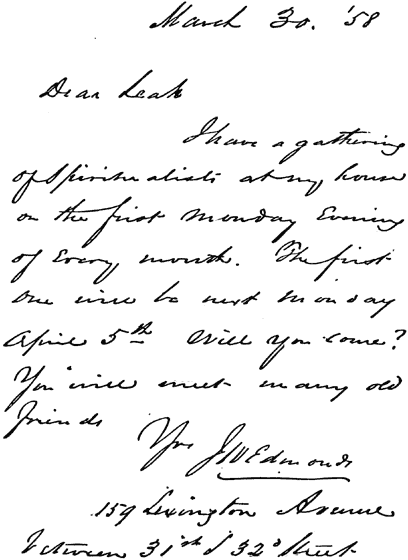 March 30. '58
Dear Leah
I have a gathering
of Spiritualists at my house
on the first Monday Evening
of Every month. The first
one will be next Monday
April 5th Will you come?
You will meet many old
friends
Yrs JWEdmonds
159 Lexington Avenue
between 31st & 32d Street